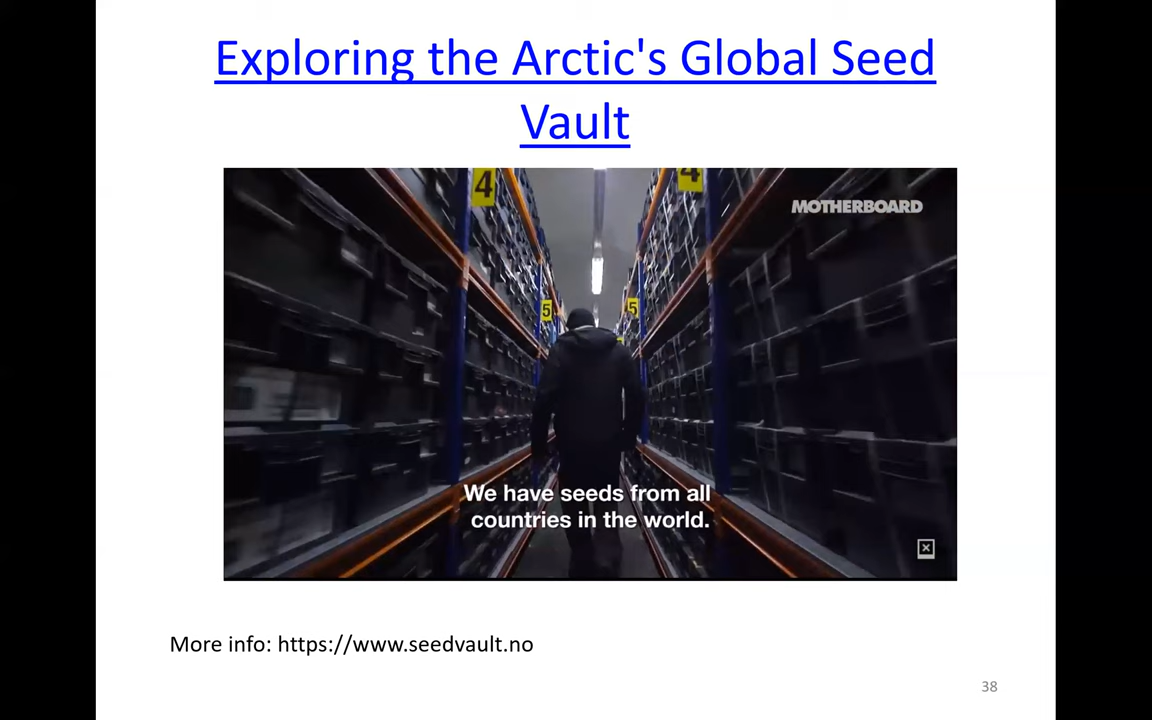 Exploring the Arctic's Global Seed
Vault
4
4
MOTHERBOARD
5
5
We have seeds from all
countries in the world.
More info: https://www.seedvault.no
38